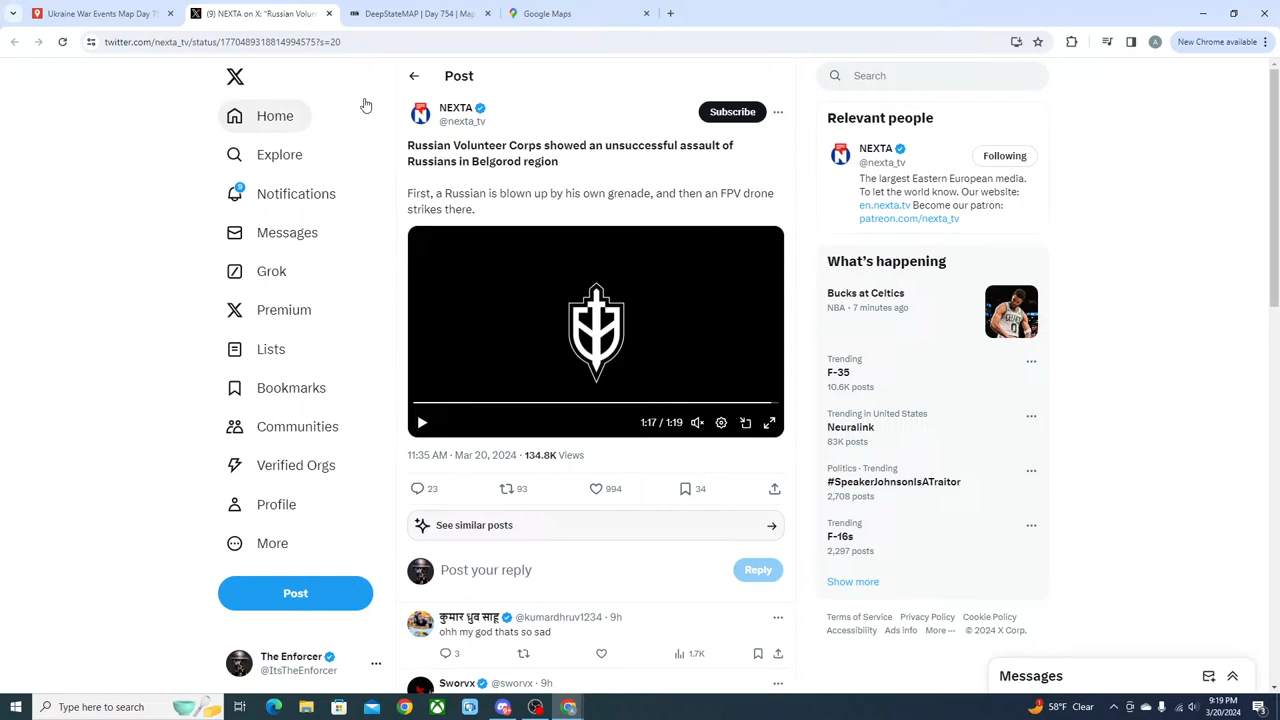 Ukraine War Events Map Day 7
(9) NEXTA on X: "Russian Volun
DeepStateMAP | Day 754 | Ma
Google Maps
twitter.com/nexta_tv/status/1770489318814994575?s=20
New Chrome available
Home
Explore
9
Notifications
Messages
Grok
Premium
Lists
Bookmarks
Communities
Verified Orgs
Profile
More
Post
The Enforcer
@ItsTheEnforcer
Post
NEXTA
@nexta_tv
Subscribe
Russian Volunteer Corps showed an unsuccessful assault of
Russians in Belgorod region
First, a Russian is blown up by his own grenade, and then an FPV drone
strikes there.
1:17 / 1:19
11:35 AM · Mar 20, 2024 · 134.8K Views
23 93 994 34
See similar posts
Post your reply
Reply
कुमार ध्रुव साहू @kumardhruv1234 · 9h
ohh my god thats so sad
3 1.7K
Sworvx @sworvx · 9h
Search
Relevant people
NEXTA
@nexta_tv
Following
The largest Eastern European media.
To let the world know. Our website:
en.nexta.tv Become our patron:
patreon.com/nexta_tv
What's happening
Bucks at Celtics
NBA · 7 minutes ago
Trending
F-35
10.6K posts
Trending in United States
Neuralink
83K posts
Politics · Trending
#SpeakerJohnsonIsATraitor
2,708 posts
Trending
F-16s
2,297 posts
Show more
Terms of Service Privacy Policy Cookie Policy
Accessibility Ads info More ··· © 2024 X Corp.
Messages
Type here to search
58°F Clear
9:19 PM
3/20/2024